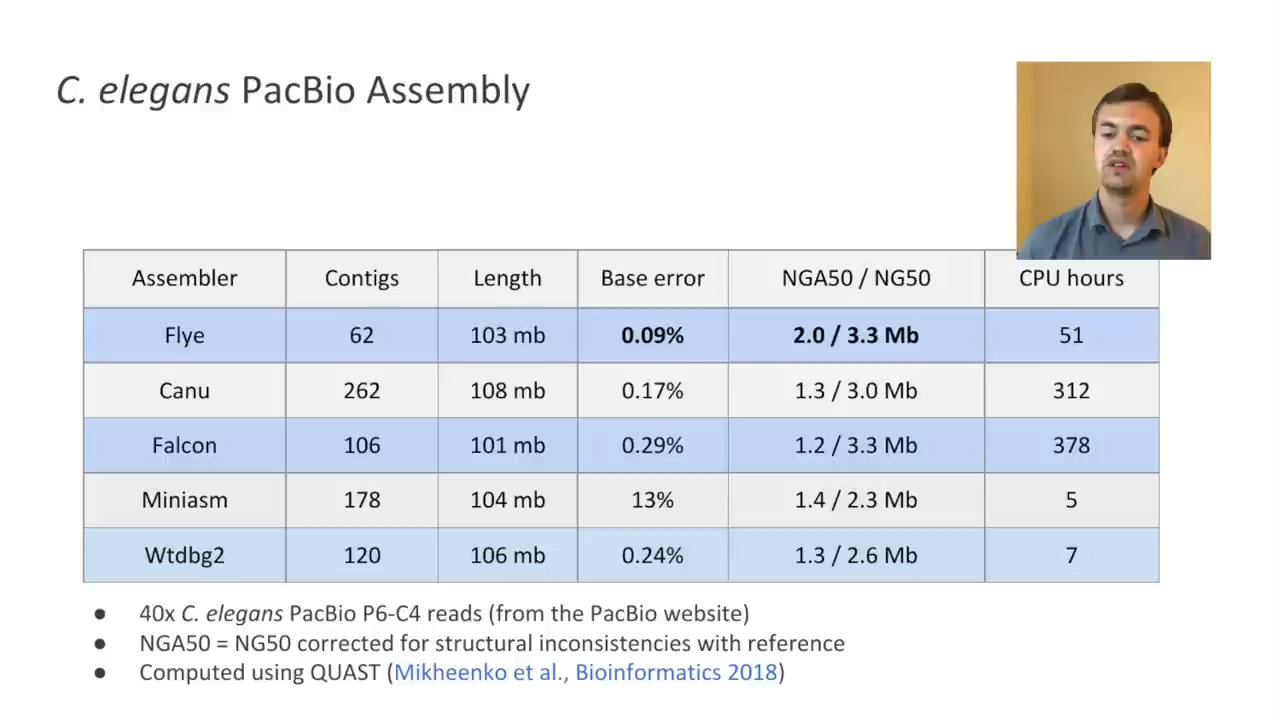 C. elegans PacBio Assembly
Assembler Contigs Length Base error NGA50 / NG50 CPU hours
Flye 62 103 mb 0.09% 2.0 / 3.3 Mb 51
Canu 262 108 mb 0.17% 1.3 / 3.0 Mb 312
Falcon 106 101 mb 0.29% 1.2 / 3.3 Mb 378
Miniasm 178 104 mb 13% 1.4 / 2.3 Mb 5
Wtdbg2 120 106 mb 0.24% 1.3 / 2.6 Mb 7
● 40x C. elegans PacBio P6-C4 reads (from the PacBio website)
● NGA50 = NG50 corrected for structural inconsistencies with reference
● Computed using QUAST (Mikheenko et al., Bioinformatics 2018)